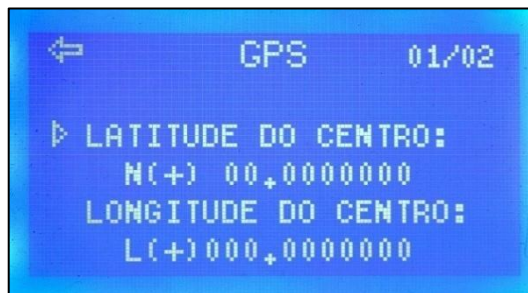 GPS 01/02
LATITUDE DO CENTRO:
N(+) 00.0000000
LONGITUDE DO CENTRO:
L(+)000.0000000